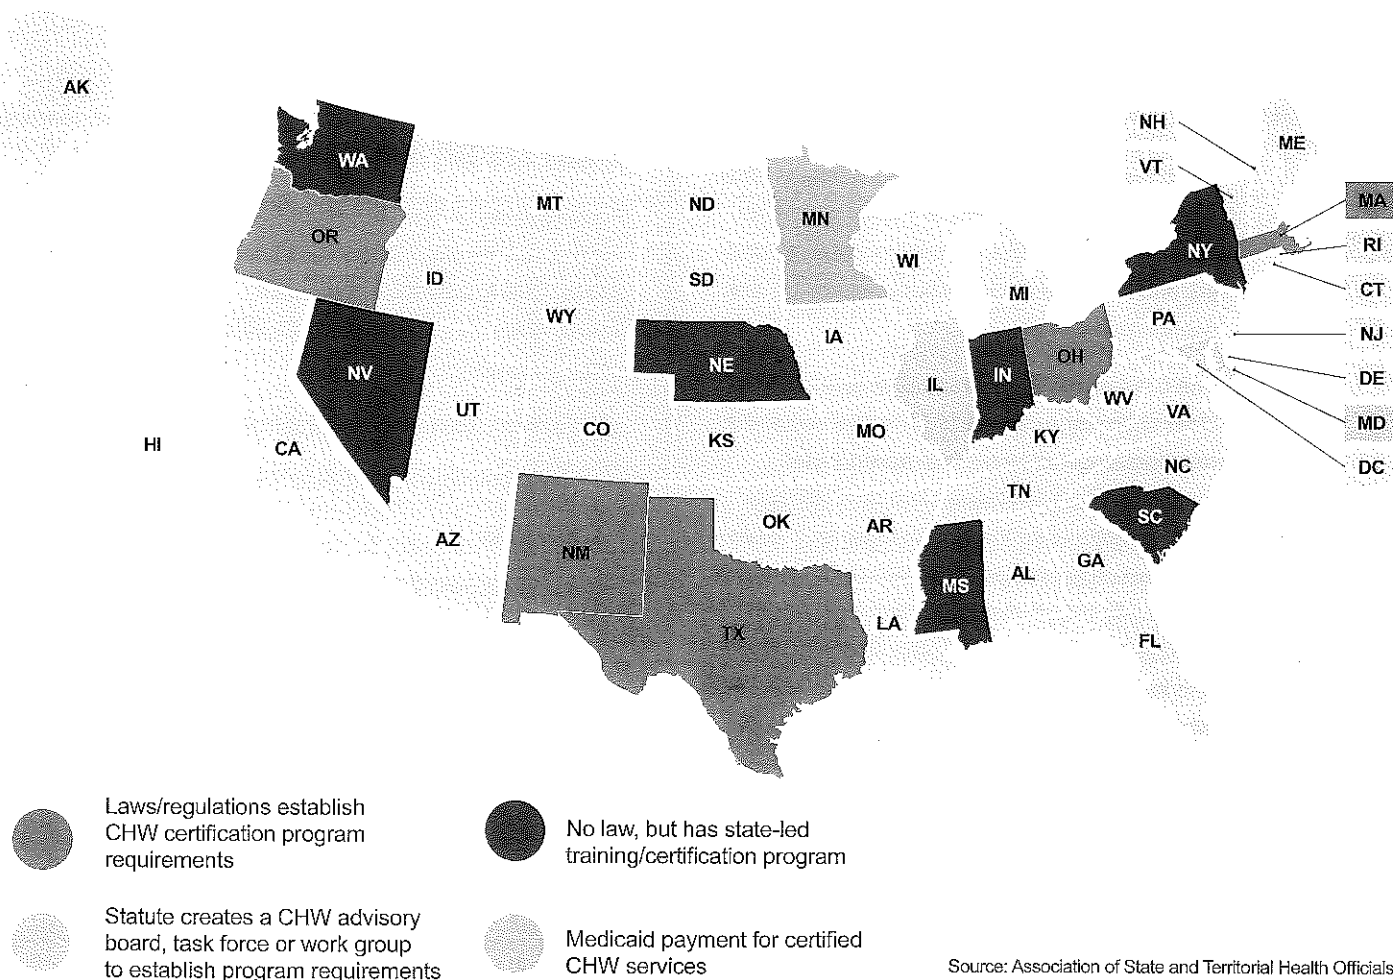 AK
NH
ME
VT
WA
MA
MT
ND
MN
OR
RI
NY
WI
ID
SD
CT
MI
WY
PA
NJ
IA
OH
NE
NV
IN
DE
IL
WV
UT
VA
MD
CO
MO
KS
KY
HI
CA
DC
NC
TN
SC
OK
AR
AZ
NM
GA
AL
MS
LA
TX
FL
Laws/regulations establish
CHW certification program
requirements
No law, but has state-led
training/certification program
Statute creates a CHW advisory
board, task force or work group
to establish program requirements
Medicaid payment for certified
CHW services
Source: Association of State and Territorial Health Officials